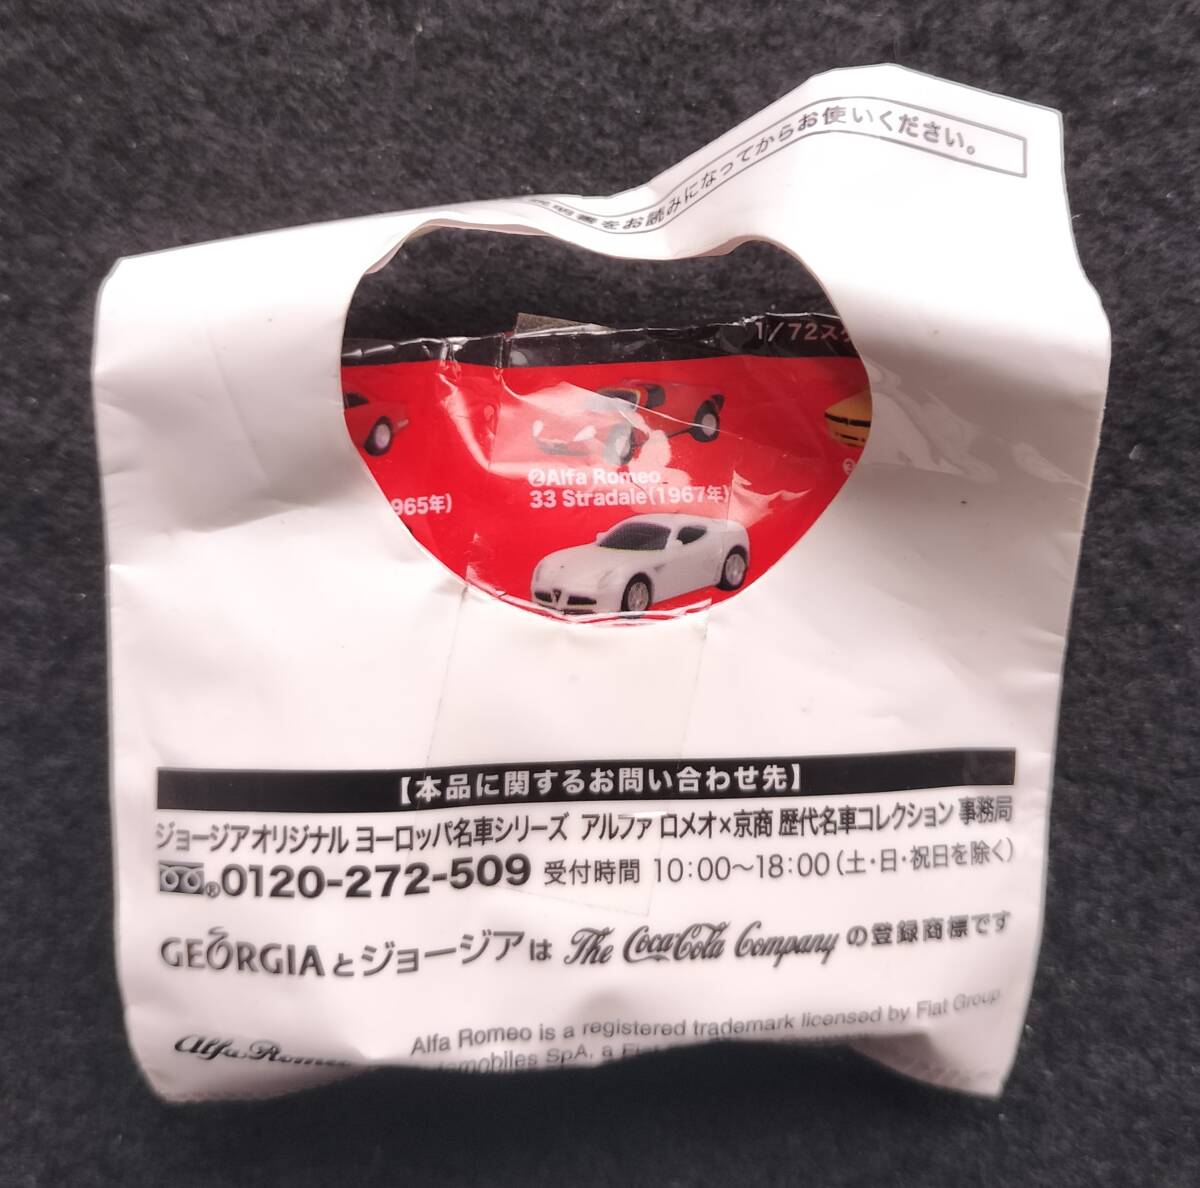 説明書をお読みになってからお使いください。
1/72スケ
❷Alfa Romeo
33 Stradale(1967年)
965年)
❸
【本品に関するお問い合わせ先】
ジョージアオリジナル ヨーロッパ名車シリーズ アルファ ロメオ×京商 歴代名車コレクション 事務局
®0120-272-509 受付時間 10:00〜18:00(土・日・祝日を除く)
GEORGIAとジョージアは The Coca-Cola Company の登録商標です
Alfa Romeo
Alfa Romeo is a registered trademark licensed by Fiat Group
tomobiles SpA, a Fiat